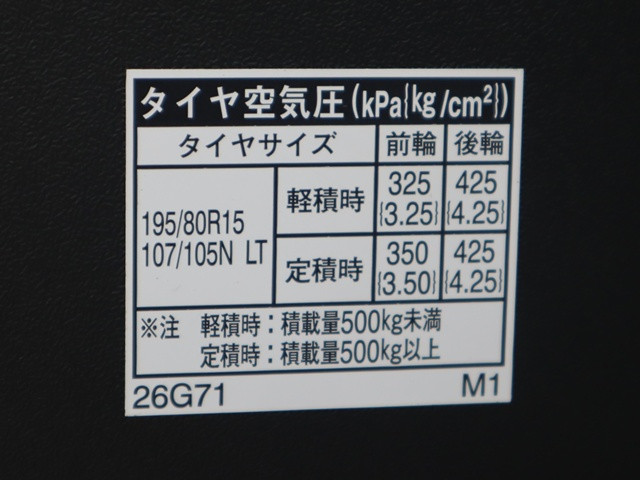 タイヤ空気圧(kPa{kg/cm²})
タイヤサイズ 前輪 後輪
195/80R15 107/105N LT
軽積時 325 {3.25} 425 {4.25}
定積時 350 {3.50} 425 {4.25}
※注 軽積時：積載量500kg未満
定積時：積載量500kg以上
26G71 M1